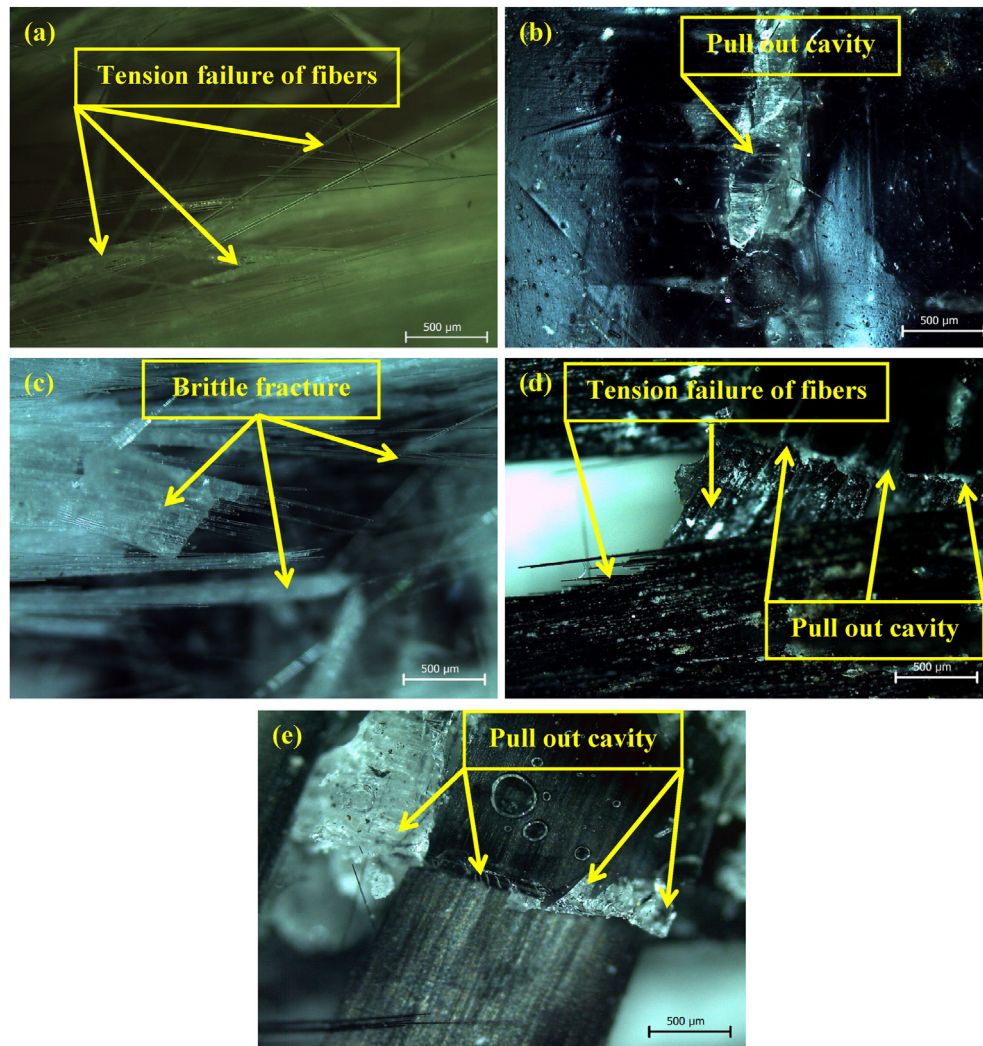 (a)
Tension failure of fibers
500 µm
(b)
Pull out cavity
500 µm
(c)
Brittle fracture
500 µm
(d)
Tension failure of fibers
Pull out cavity
500 µm
(e)
Pull out cavity
500 µm